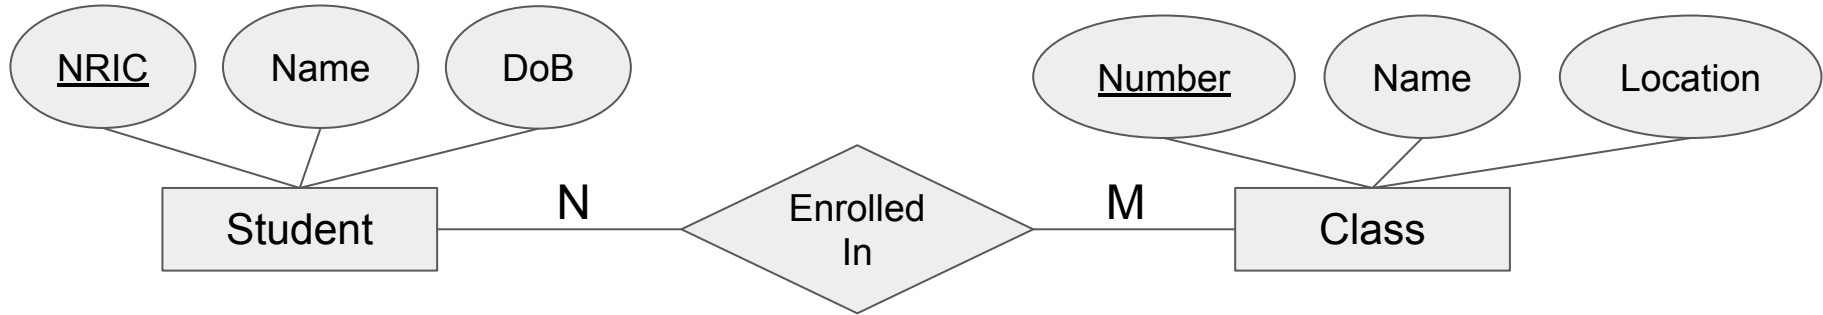 NRIC
Name
DoB
Number
Name
Location
Student
N
Enrolled
In
M
Class